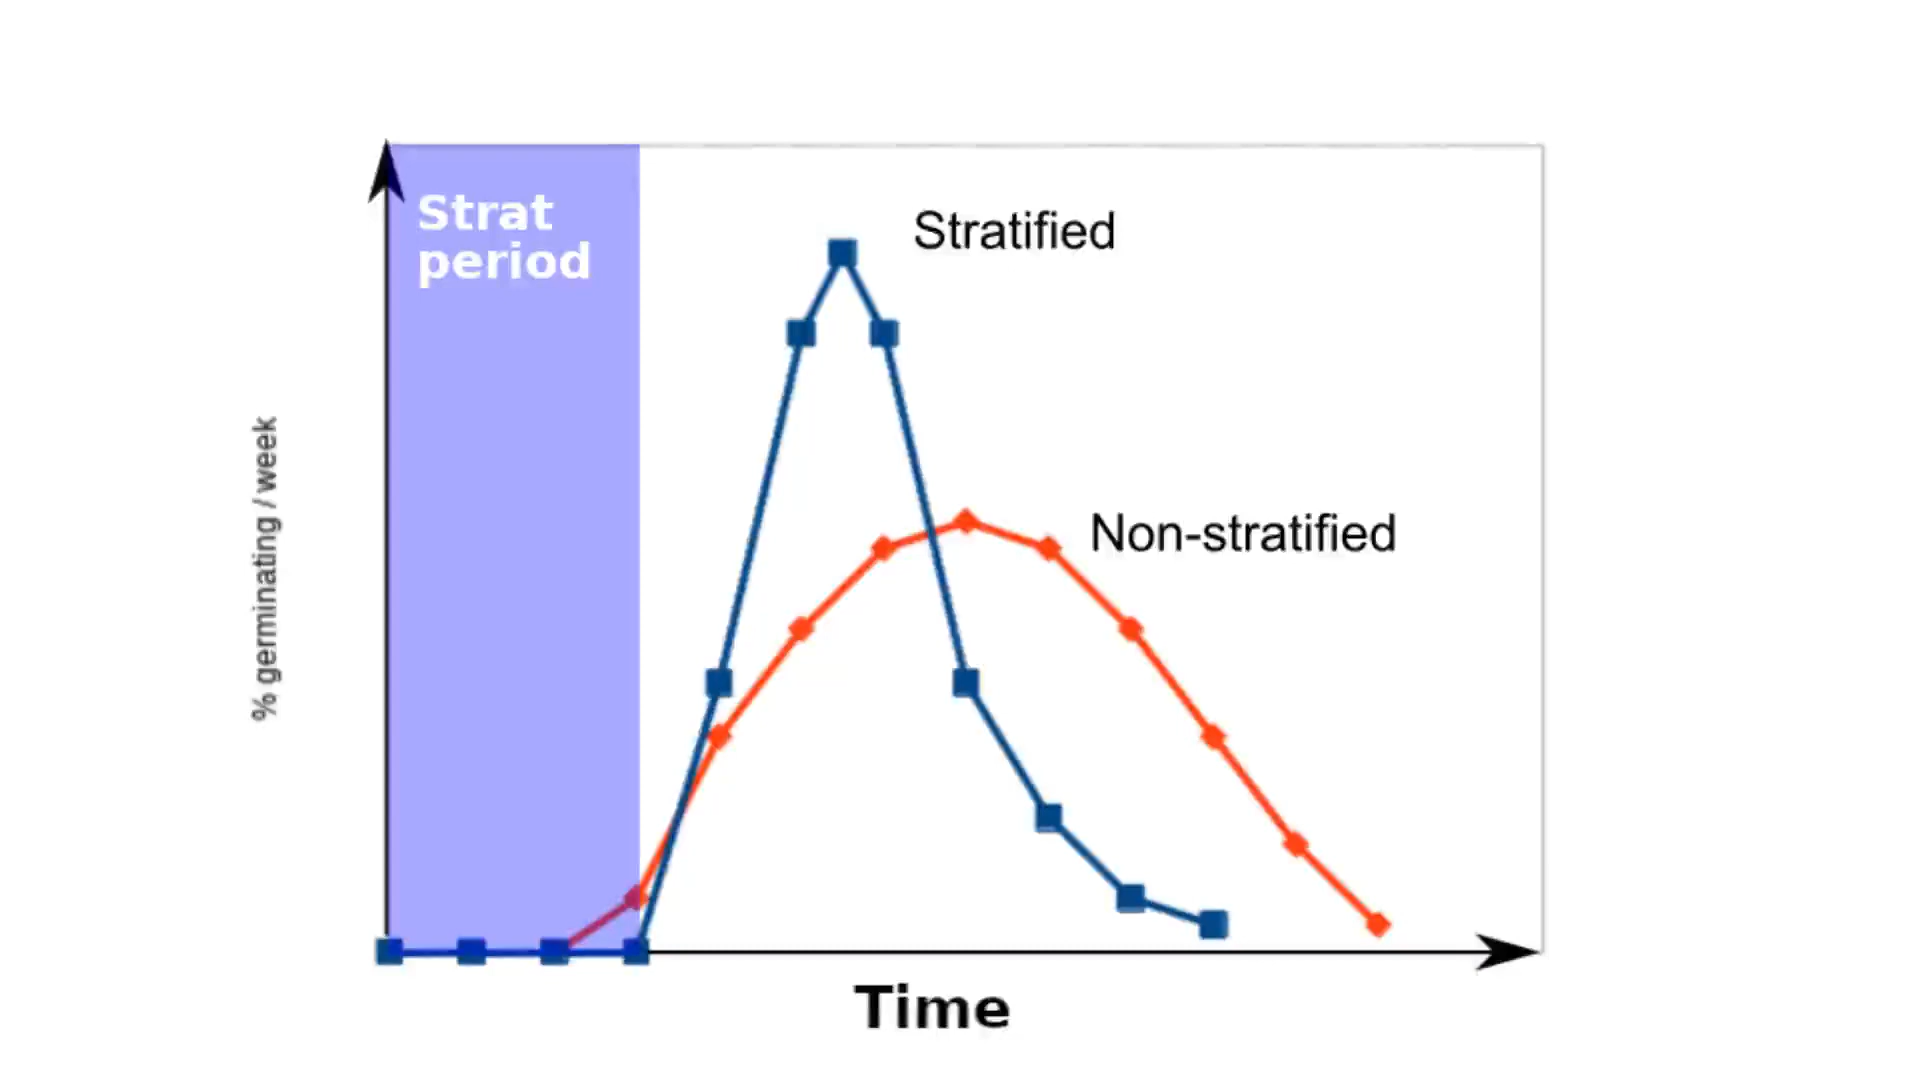 Strat
period
Stratified
Non-stratified
% germinating / week
Time